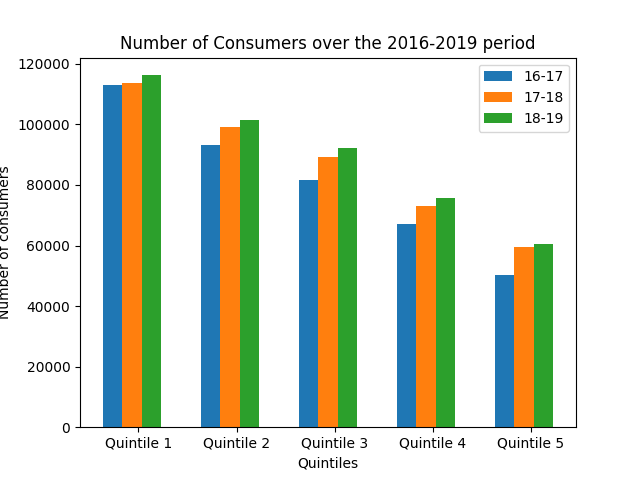 Number of Consumers over the 2016-2019 period
16-17
17-18
18-19
120000
100000
80000
60000
40000
20000
0
Number of consumers
Quintile 1
Quintile 2
Quintile 3
Quintile 4
Quintile 5
Quintiles